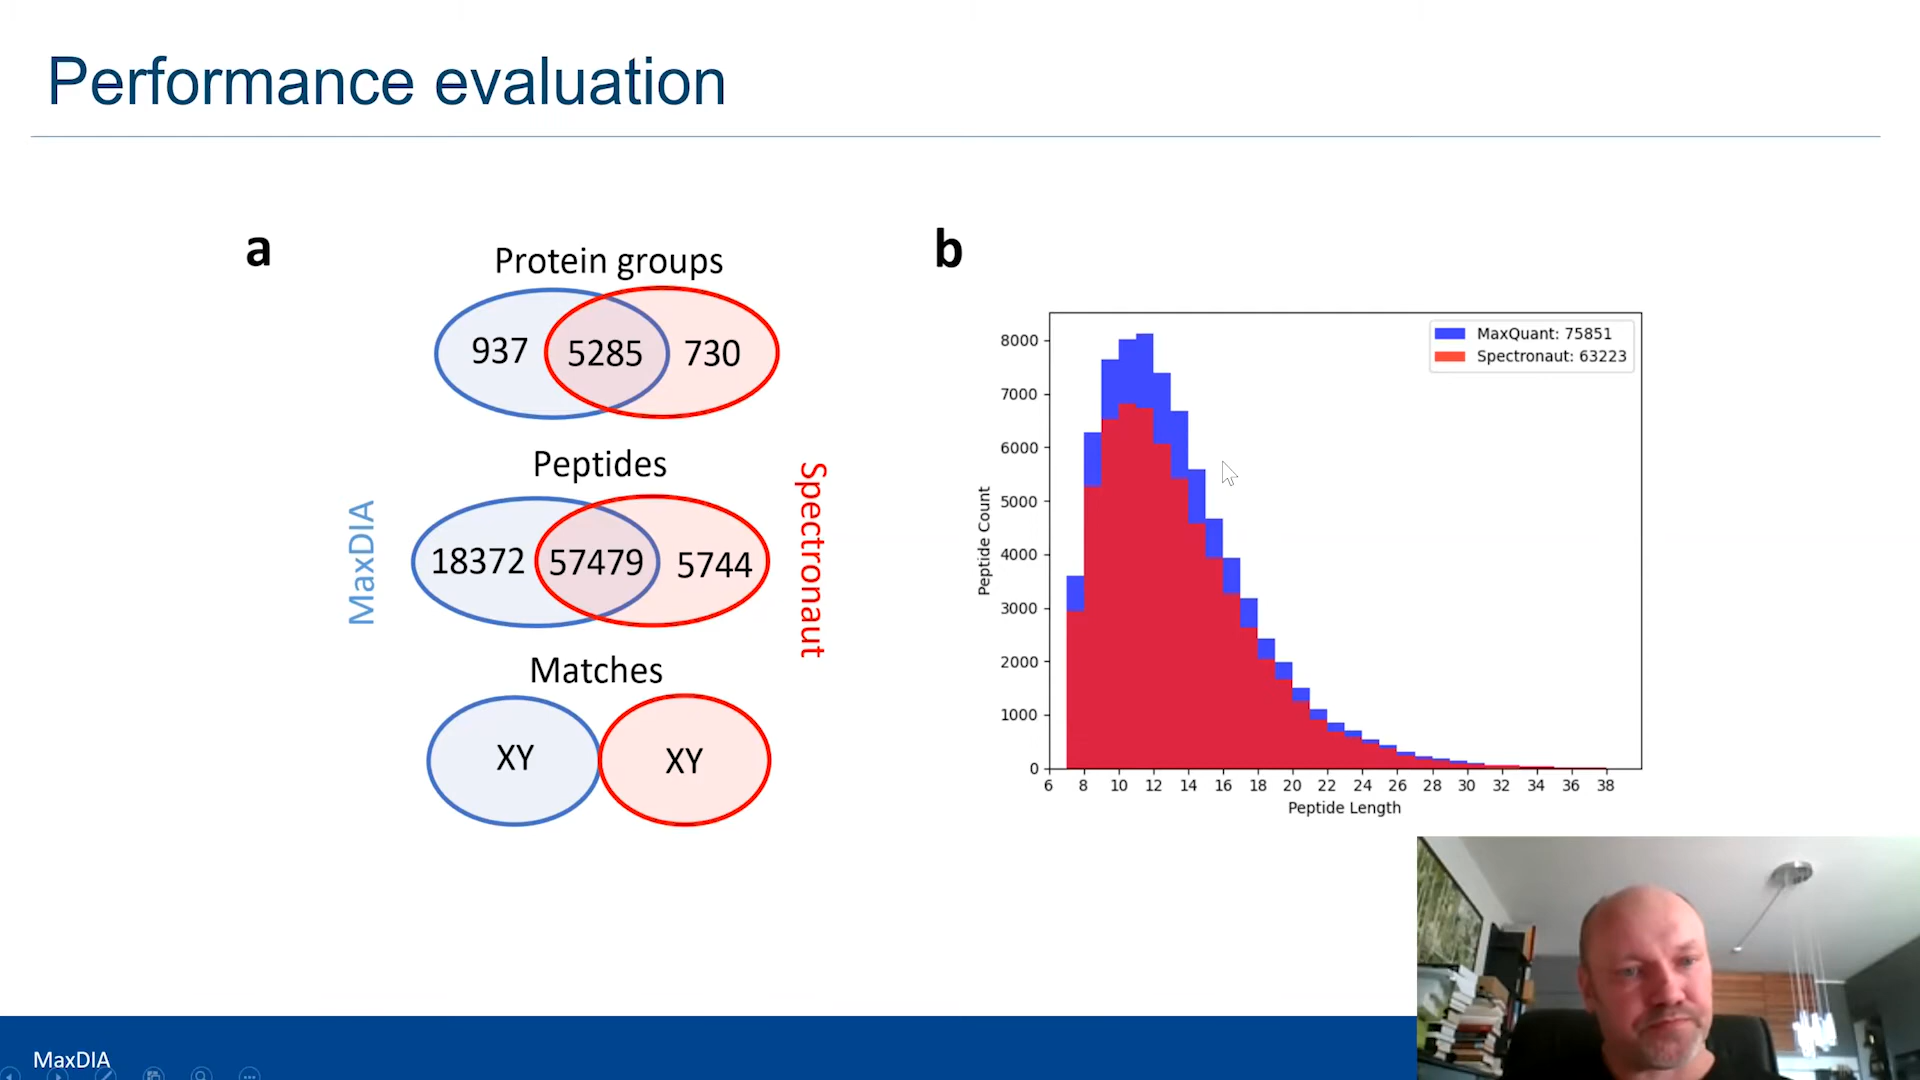 Performance evaluation
a
Protein groups
937 5285 730
Peptides
18372 57479 5744
MaxDIA
Spectronaut
Matches
XY XY
b
MaxQuant: 75851
Spectronaut: 63223
Peptide Count
8000
7000
6000
5000
4000
3000
2000
1000
0
6 8 10 12 14 16 18 20 22 24 26 28 30 32 34 36 38
Peptide Length
MaxDIA